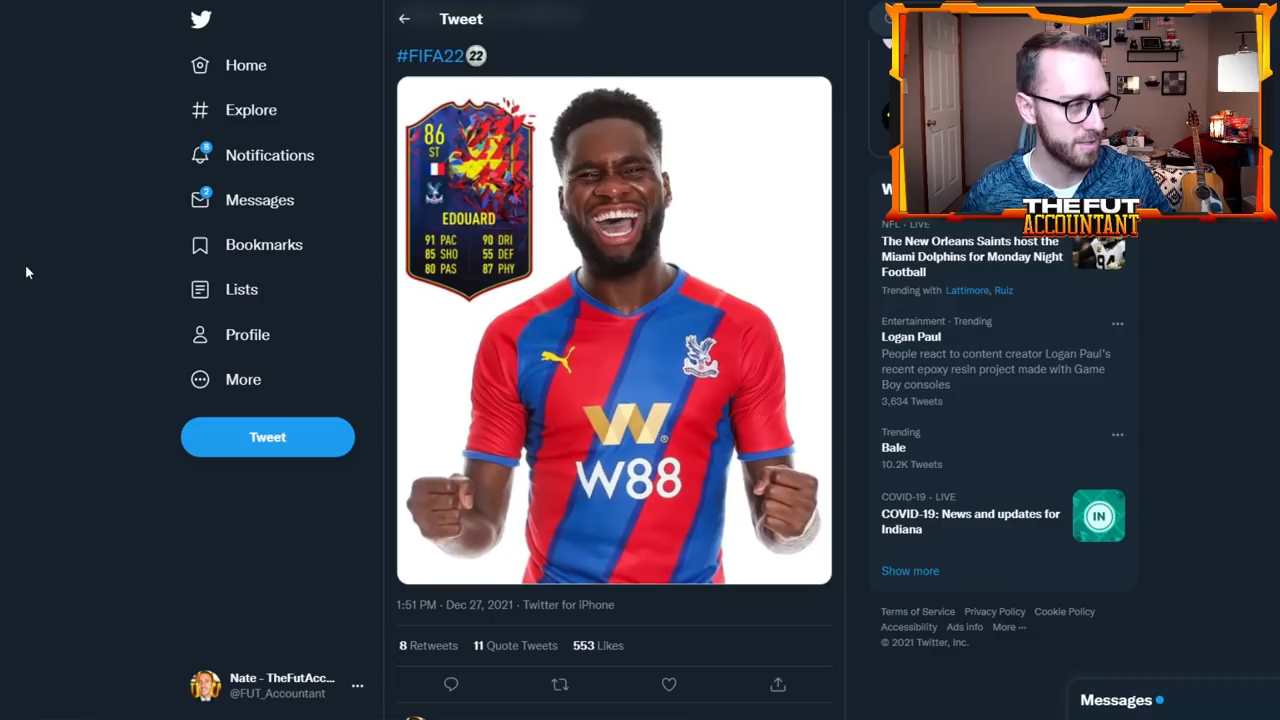 Tweet
#FIFA22 22
Home
Explore
8
Notifications
2
Messages
Bookmarks
Lists
Profile
More
Tweet
Nate - TheFutAcc...
@FUT_Accountant
86
ST
EDOUARD
91 PAC 90 DRI
85 SHO 55 DEF
80 PAS 87 PHY
W
W88
1:51 PM · Dec 27, 2021 · Twitter for iPhone
8 Retweets 11 Quote Tweets 553 Likes
THE FUT
ACCOUNTANT
W
NFL · LIVE
The New Orleans Saints host the
Miami Dolphins for Monday Night
Football
Trending with Lattimore, Ruiz
94
Entertainment · Trending
Logan Paul
People react to content creator Logan Paul's
recent epoxy resin project made with Game
Boy consoles
3,634 Tweets
Trending
Bale
10.2K Tweets
COVID-19 · LIVE
COVID-19: News and updates for
Indiana
IN
Show more
Terms of Service Privacy Policy Cookie Policy
Accessibility Ads info More ···
© 2021 Twitter, Inc.
Messages